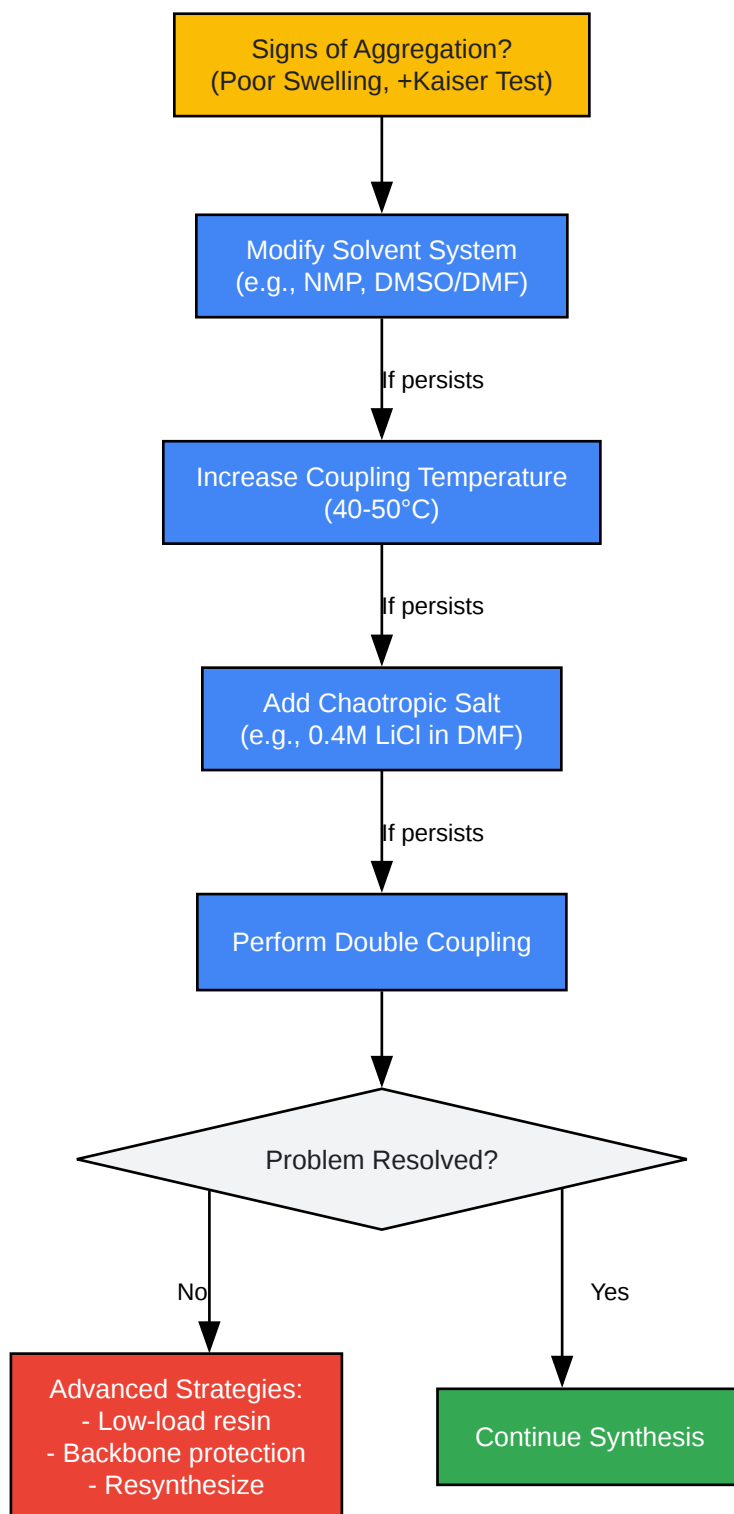 Signs of Aggregation?
(Poor Swelling, +Kaiser Test)
Modify Solvent System
(e.g., NMP, DMSO/DMF)
If persists
Increase Coupling Temperature
(40-50°C)
If persists
Add Chaotropic Salt
(e.g., 0.4M LiCl in DMF)
If persists
Perform Double Coupling
Problem Resolved?
No
Yes
Advanced Strategies:
- Low-load resin
- Backbone protection
- Resynthesize
Continue Synthesis